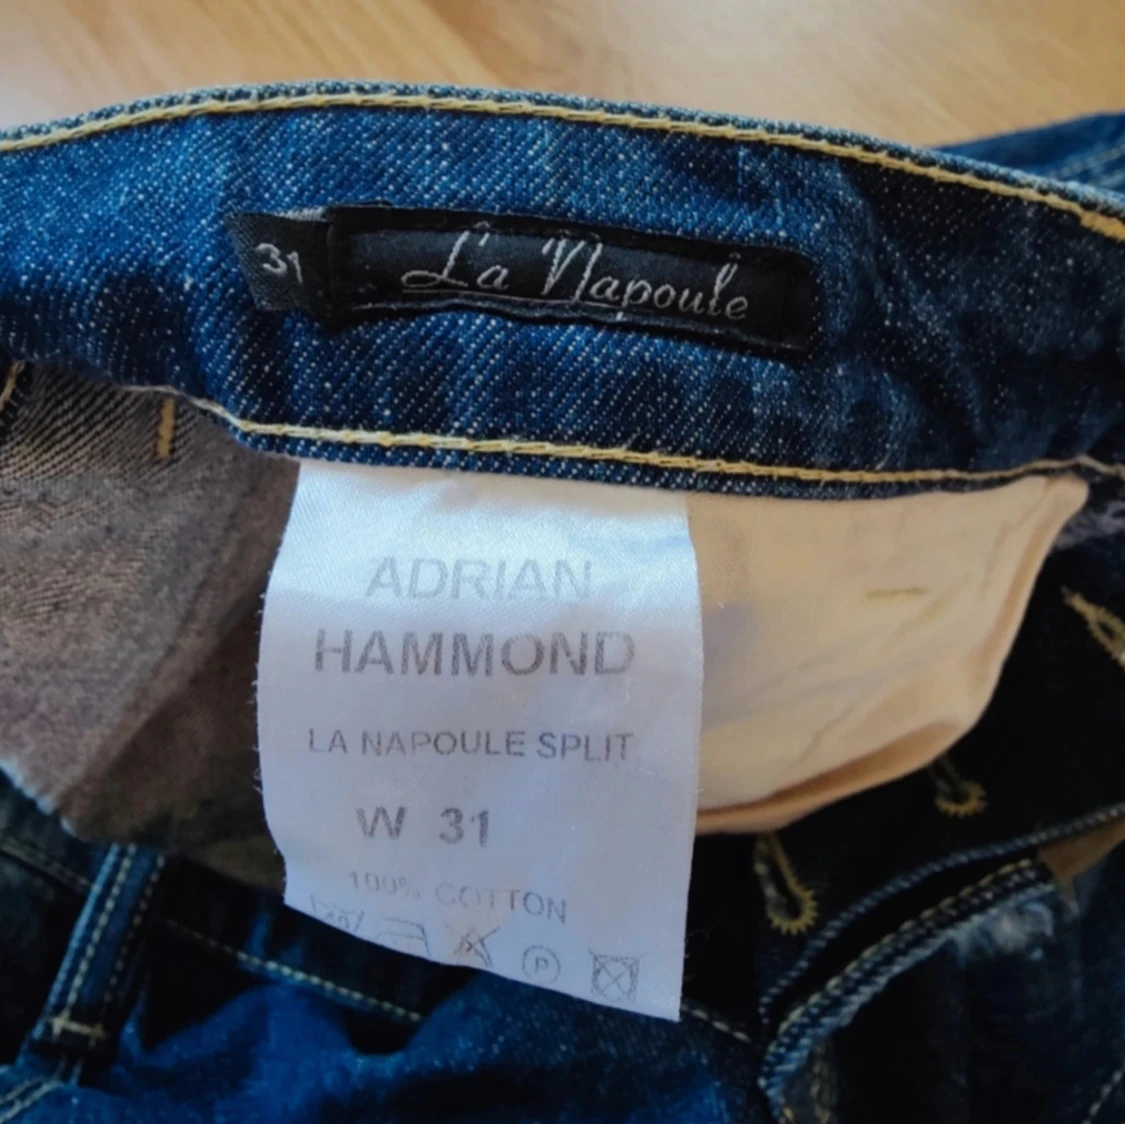 31
La Napoule
ADRIAN
HAMMOND
LA NAPOULE SPLIT
W 31
100% COTTON
P